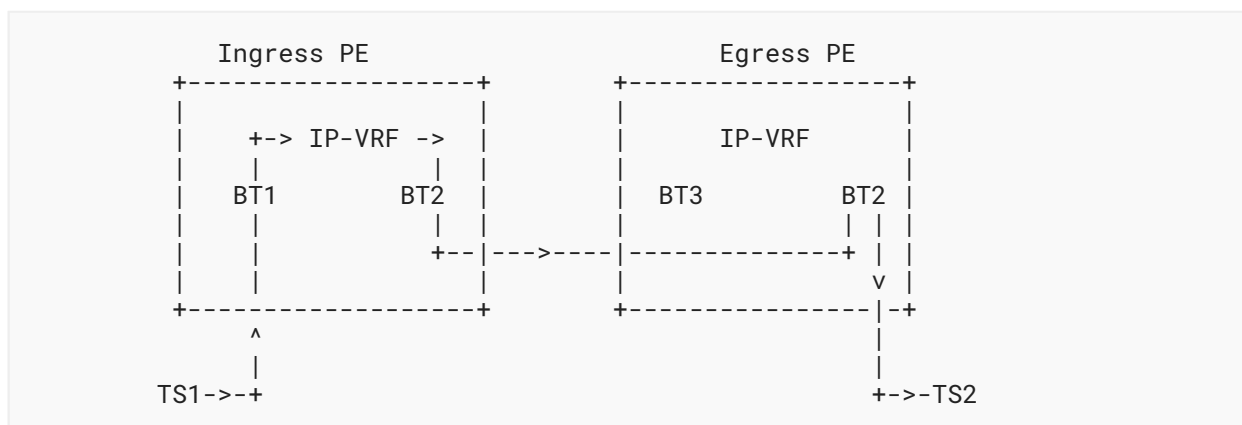 Ingress PE Egress PE
IP-VRF IP-VRF
BT1 BT2 BT3 BT2
TS1 TS2